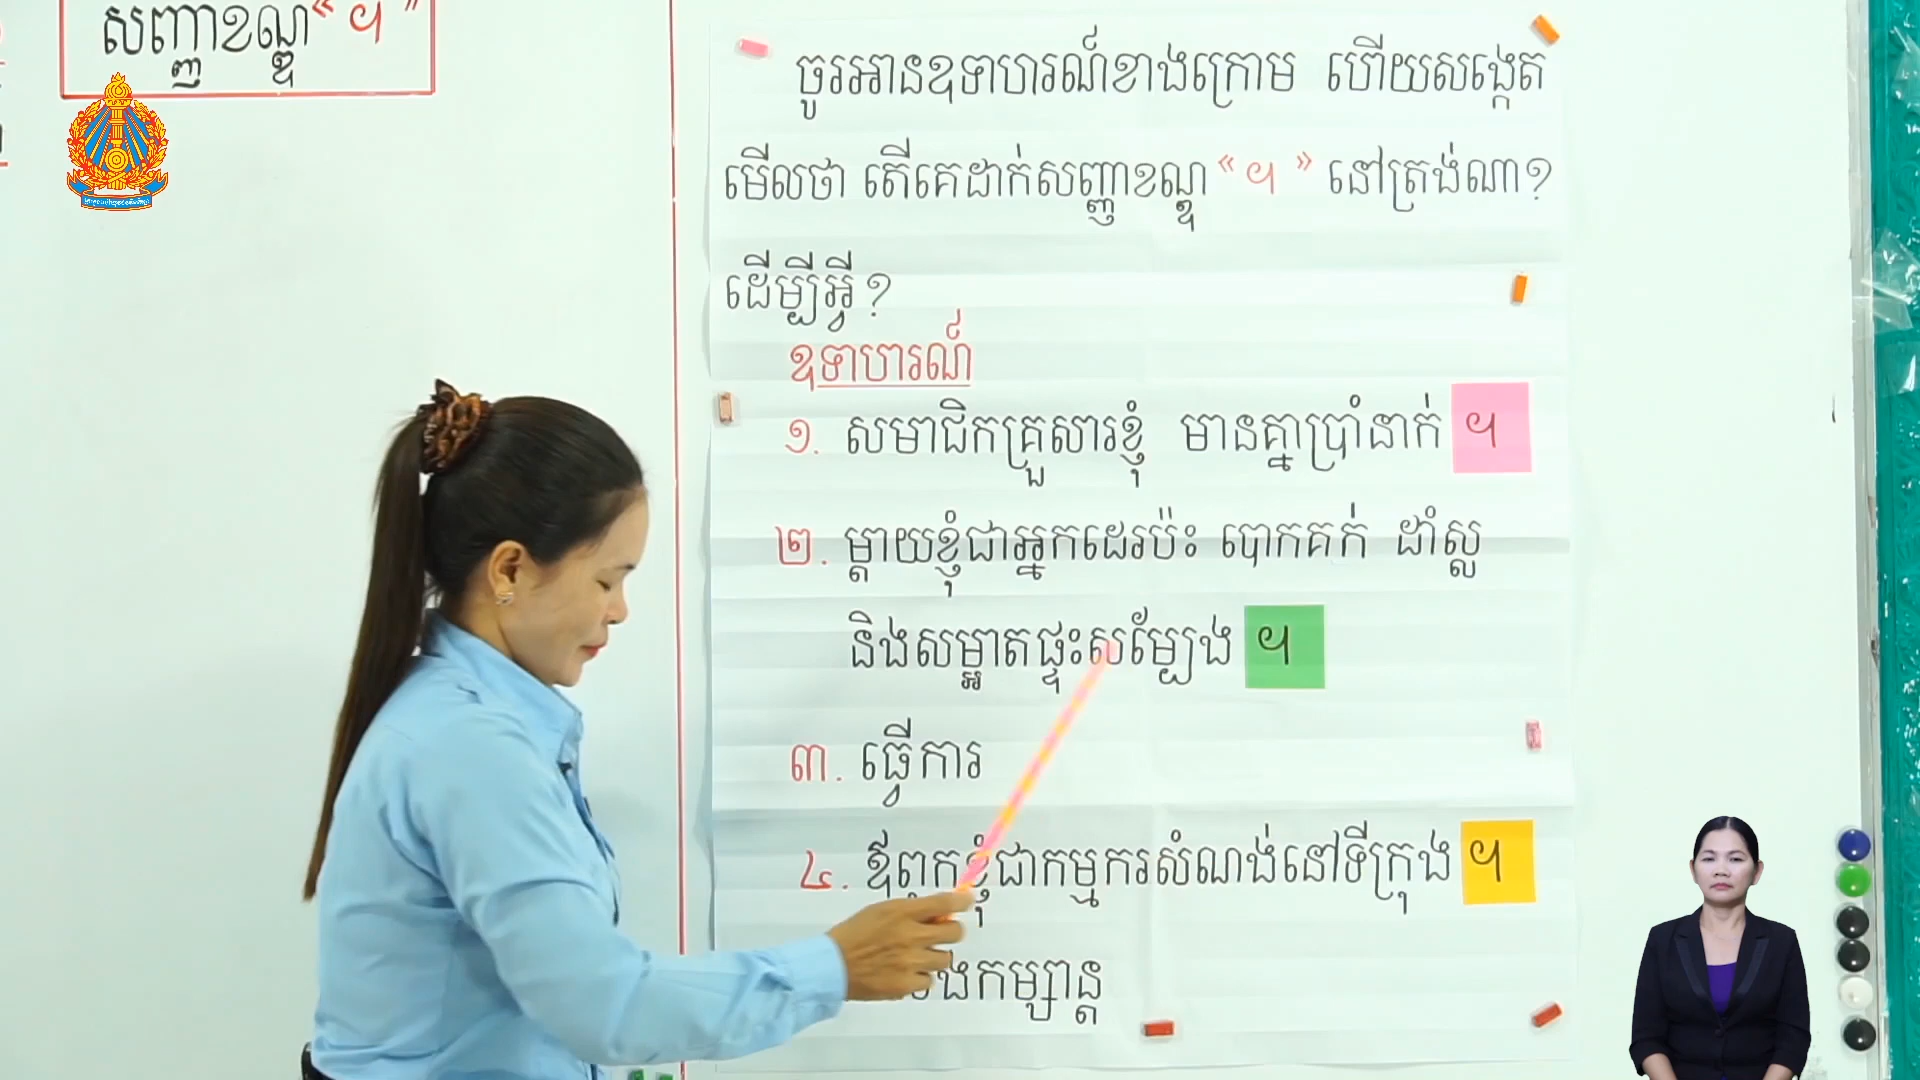 សញ្ញាខណ្ឌ « ។ »
ចូរអានឧទាហរណ៍ខាងក្រោម ហើយសង្កេត
មើលថា តើគេដាក់សញ្ញាខណ្ឌ « ។ » នៅត្រង់ណា?
ដើម្បីអ្វី?
ឧទាហរណ៍
១. សមាជិកគ្រួសារខ្ញុំ មានគ្នាប្រាំនាក់ ។
២. ម្តាយខ្ញុំជាអ្នកដេរប៉ះ បោកគក់ ដាំស្ល
និងសម្អាតផ្ទះសម្បែង ។
៣. ធ្វើការ
៤. ឪពុកខ្ញុំជាកម្មករសំណង់នៅទីក្រុង ។
កម្សាន្ត